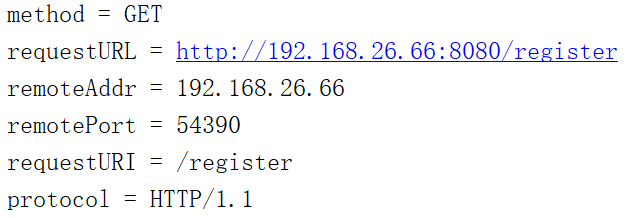 method = GET
requestURL = http://192.168.26.66:8080/register
remoteAddr = 192.168.26.66
remotePort = 54390
requestURI = /register
protocol = HTTP/1.1